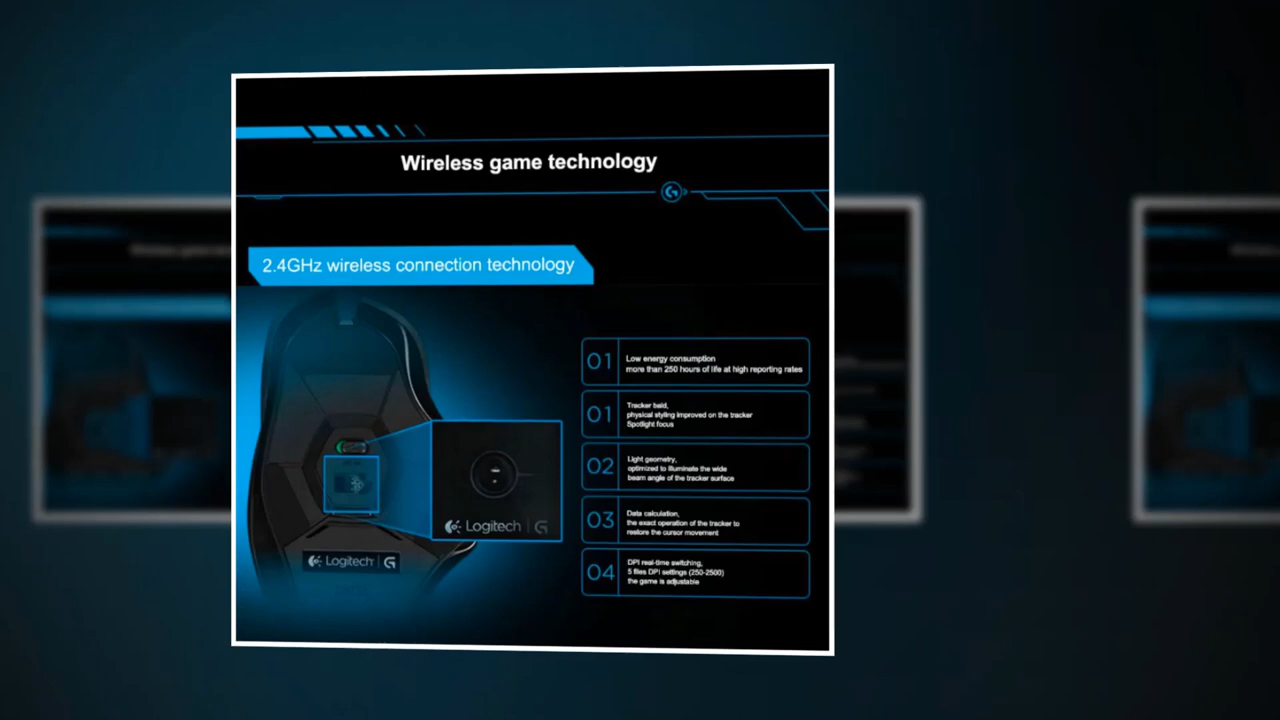 Wireless game technology
2.4GHz wireless connection technology
01
Low energy consumption
more than 250 hours of life at high reporting rates
01
Tracker bald,
physical styling improved on the tracker
Spotlight focus
02
Light geometry,
optimized to illuminate the wide
beam angle of the tracker surface
03
Data calculation,
the exact operation of the tracker to
restore the cursor movement
04
DPI real-time switching,
5 files DPI settings (250-2500)
the game is adjustable
Logitech G
Logitech G